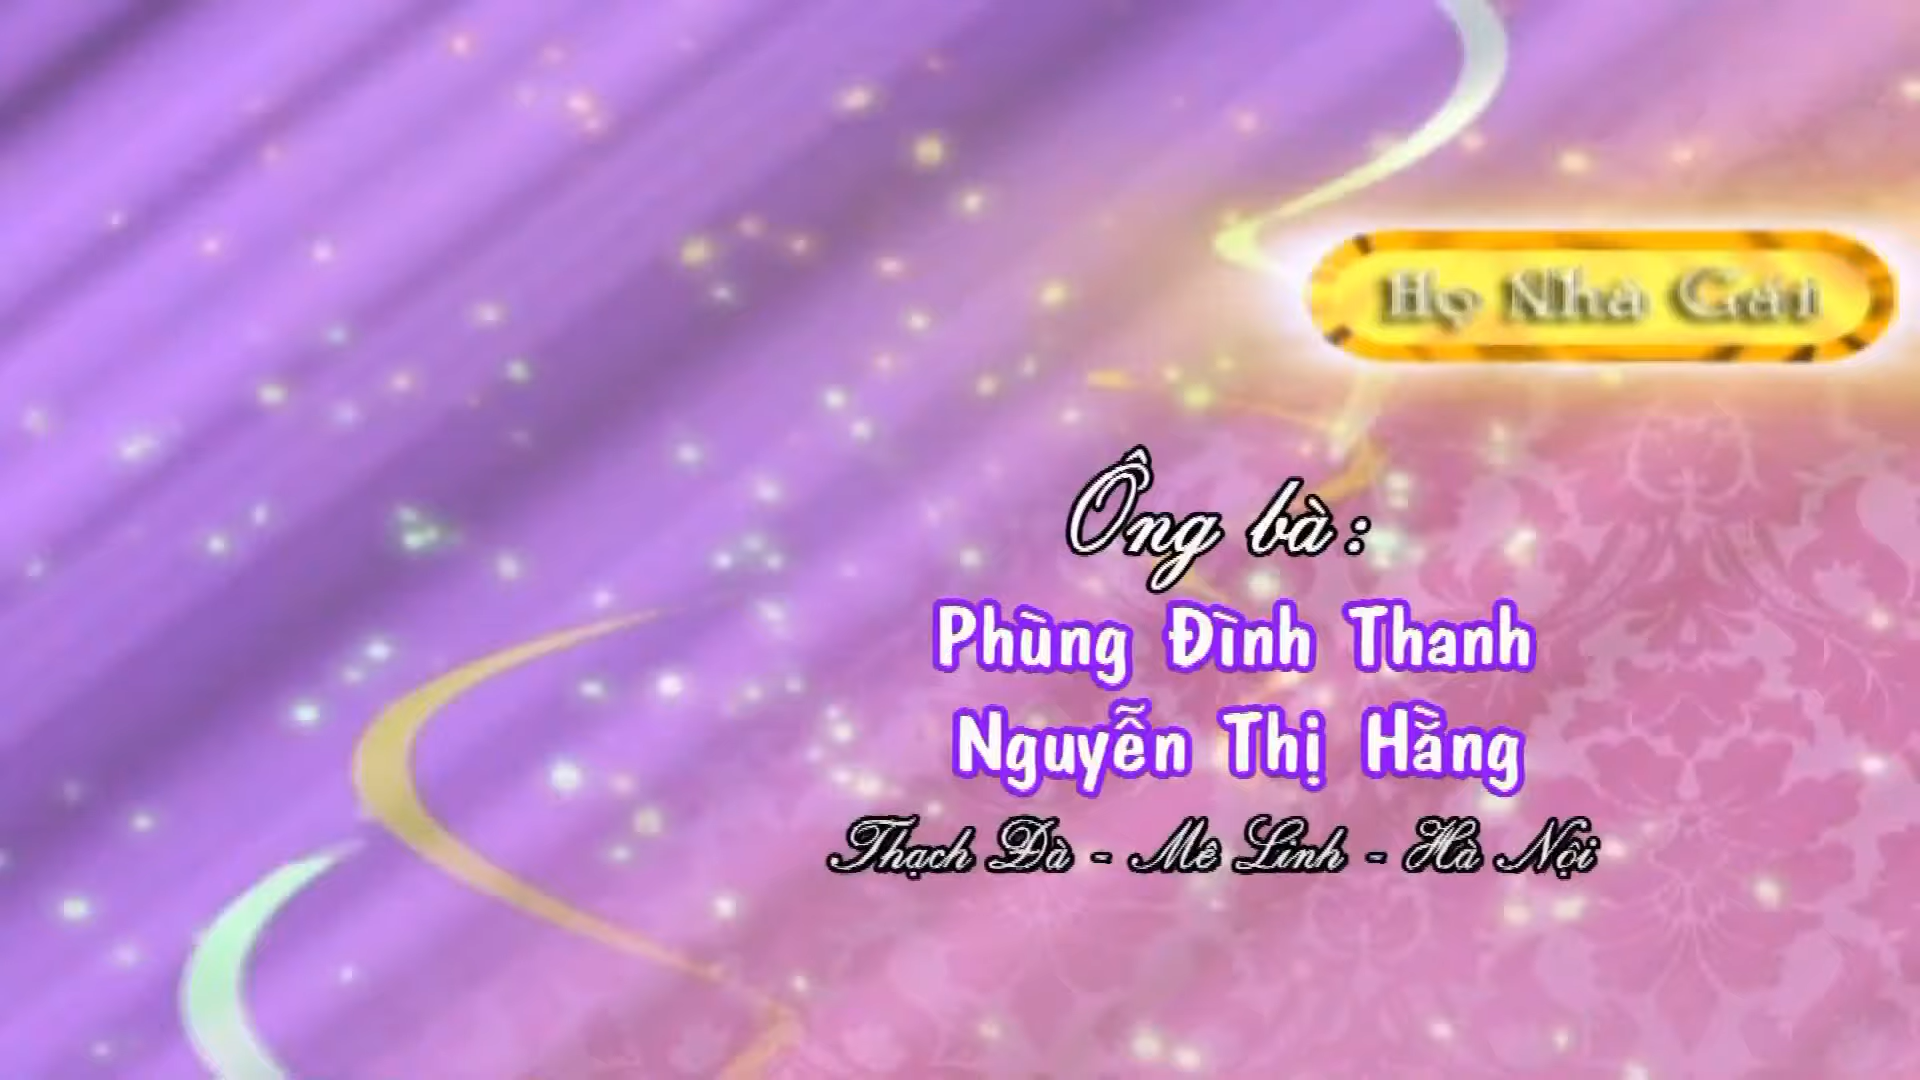 Họ Nhà Gái
Ông bà:
Phùng Đình Thanh
Nguyễn Thị Hằng
Thạch Đà - Mê Linh - Hà Nội